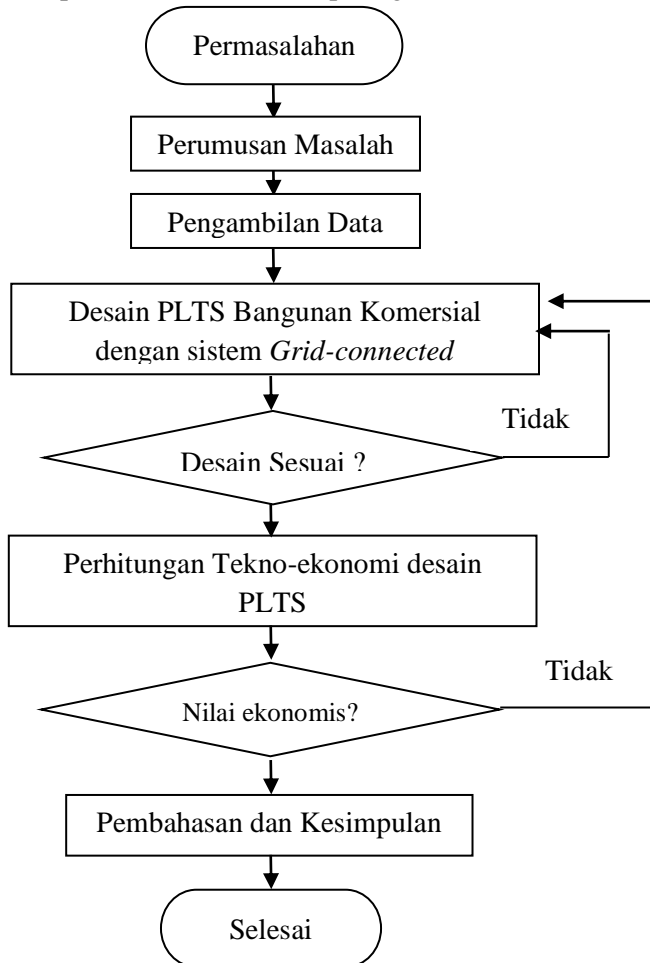 Permasalahan
Perumusan Masalah
Pengambilan Data
Desain PLTS Bangunan Komersial
dengan sistem Grid-connected
Tidak
Desain Sesuai ?
Perhitungan Tekno-ekonomi desain
PLTS
Tidak
Nilai ekonomis?
Pembahasan dan Kesimpulan
Selesai